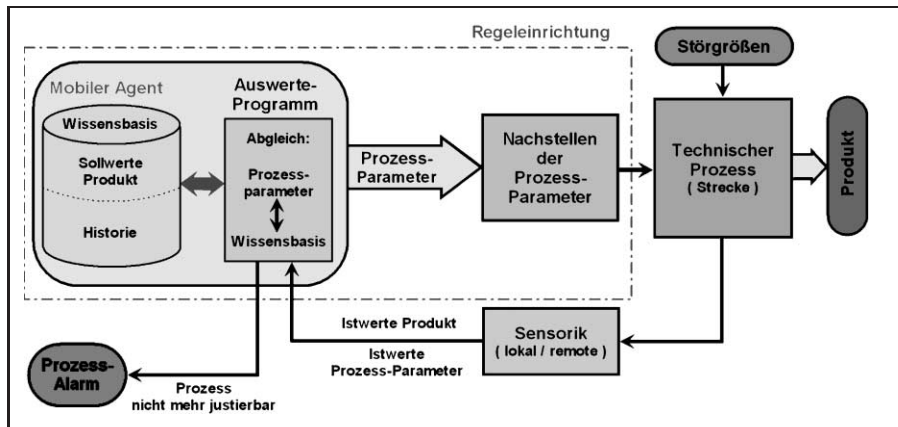 Regeleinrichtung
Störgrößen
Mobiler Agent
Auswerte-
Programm
Wissensbasis
Sollwerte
Produkt
Historie
Abgleich:
Prozess-
parameter
Wissensbasis
Prozess-
Parameter
Nachstellen
der
Prozess-
Parameter
Technischer
Prozess
( Strecke )
Produkt
Istwerte Produkt
Istwerte
Prozess-Parameter
Sensorik
( lokal / remote )
Prozess-
Alarm
Prozess
nicht mehr justierbar